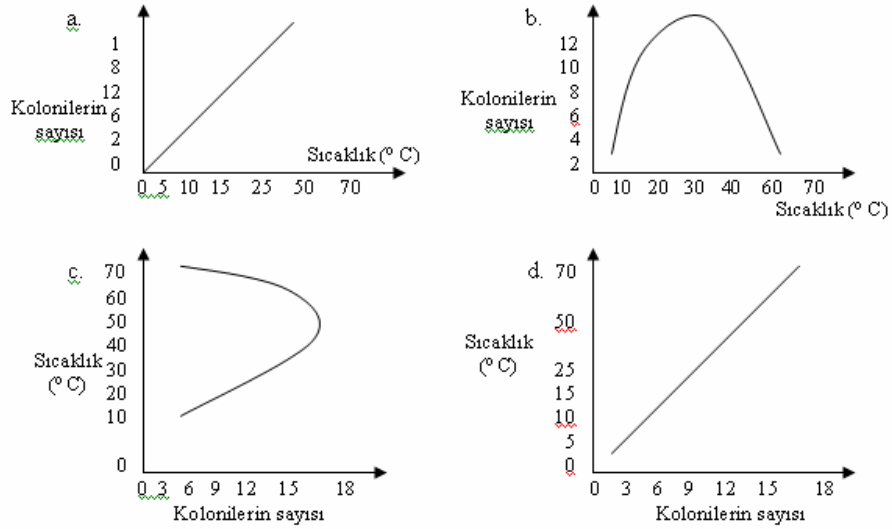 a.
1
8
12
6
2
0
Kolonilerin
sayısı
Sıcaklık (º C)
0 5 10 15 25 50 70
b.
12
10
8
6
4
2
Kolonilerin
sayısı
0 10 20 30 40 60 70
Sıcaklık (º C)
c.
70
60
50
40
30
20
10
0
Sıcaklık
(º C)
0 3 6 9 12 15 18
Kolonilerin sayısı
d.
70
50
25
15
10
5
0
Sıcaklık
(º C)
0 3 6 9 12 15 18
Kolonilerin sayısı